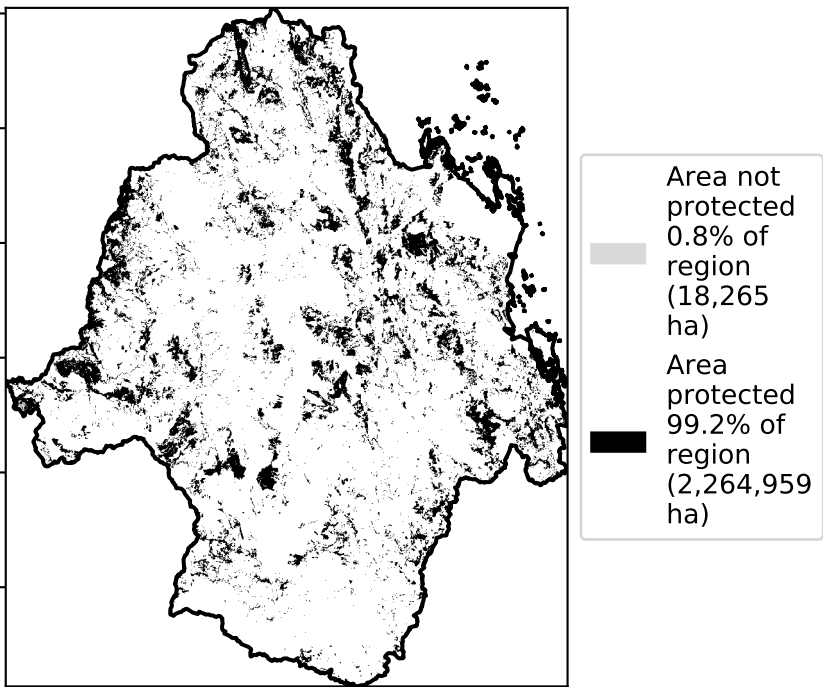 Area not
protected
0.8% of
region
(18,265
ha)
Area
protected
99.2% of
region
(2,264,959
ha)